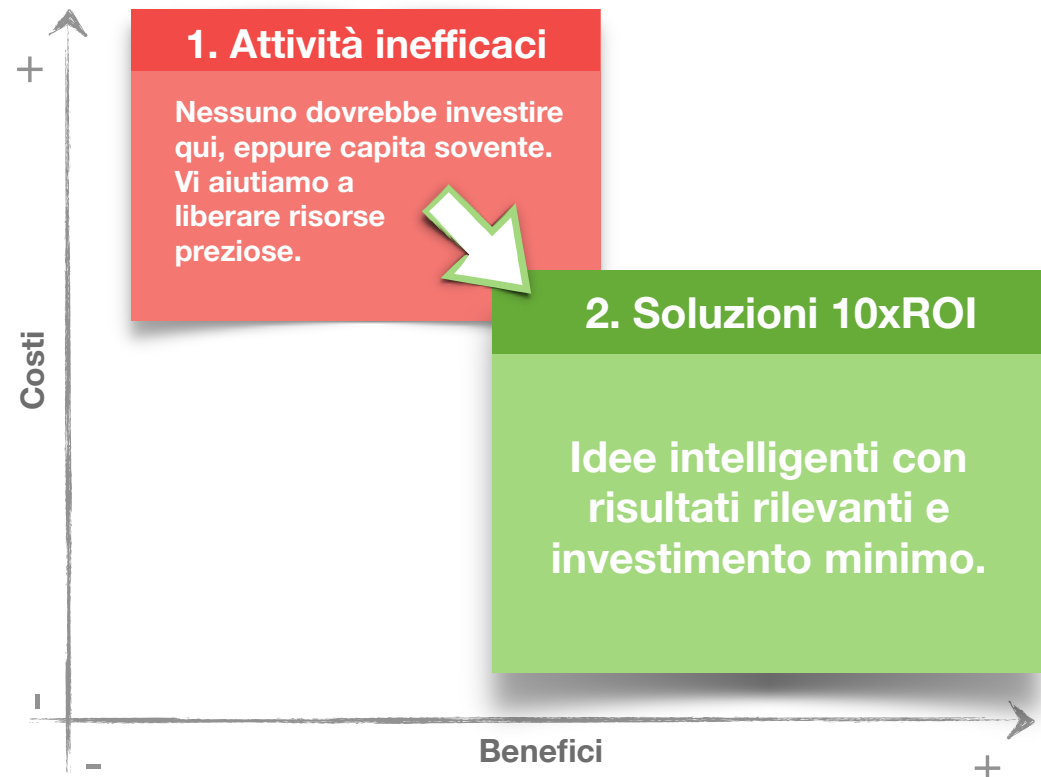 +
1. Attività inefficaci
Nessuno dovrebbe investire
qui, eppure capita sovente.
Vi aiutiamo a
liberare risorse
preziose.
2. Soluzioni 10xROI
Idee intelligenti con
risultati rilevanti e
investimento minimo.
Costi
-
-
Benefici
+